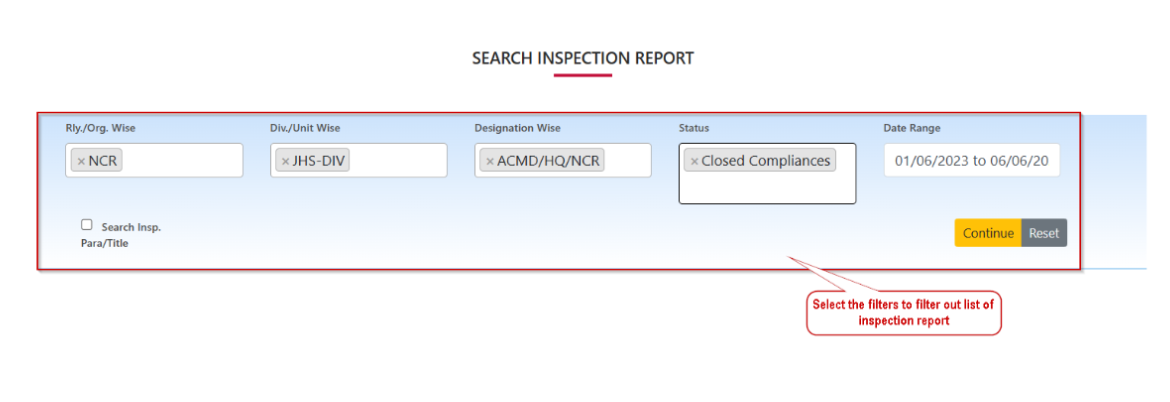 SEARCH INSPECTION REPORT
Rly./Org. Wise
Div./Unit Wise
Designation Wise
Status
Date Range
× NCR
× JHS-DIV
× ACMD/HQ/NCR
× Closed Compliances
01/06/2023 to 06/06/20
Search Insp.
Para/Title
Continue
Reset
Select the filters to filter out list of
inspection report